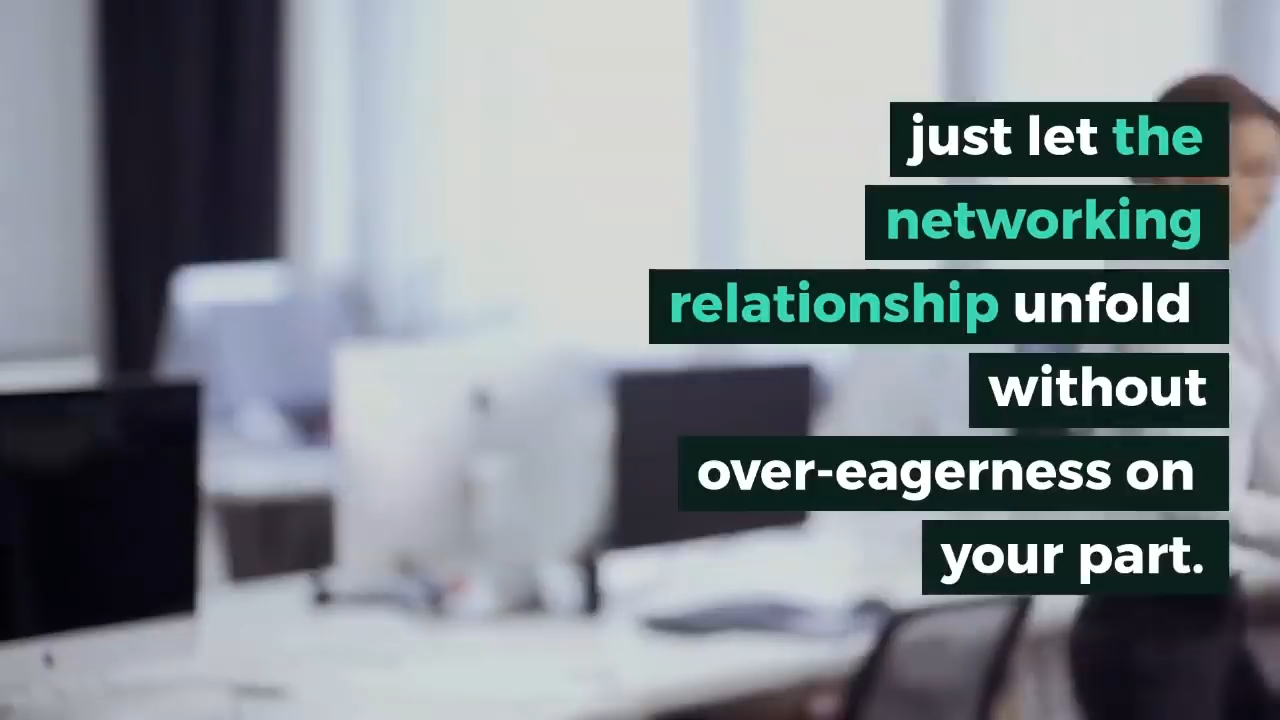 just let the
networking
relationship unfold
without
over-eagerness on
your part.